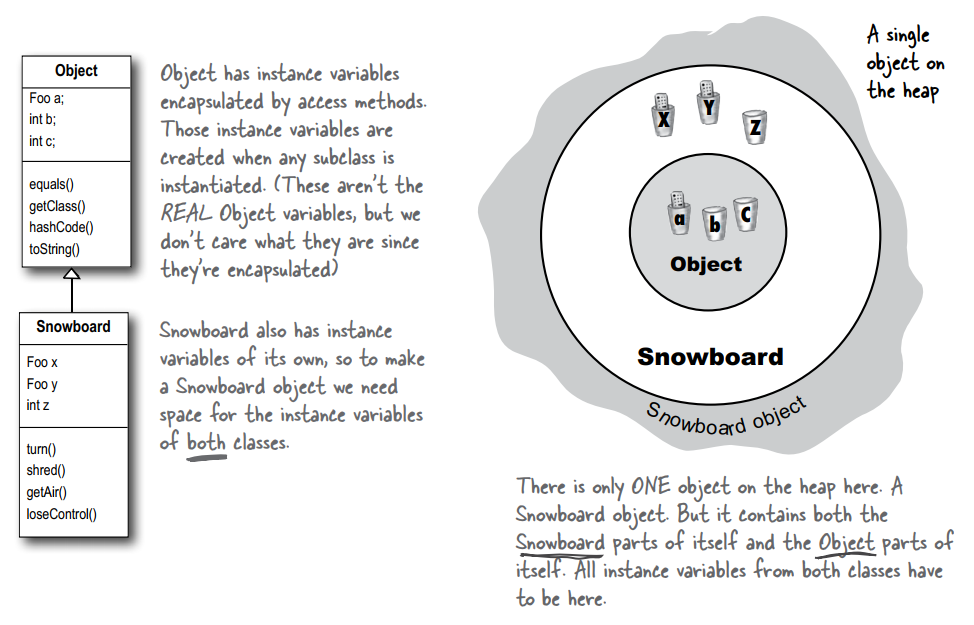 Object
Foo a;
int b;
int c;
equals()
getClass()
hashCode()
toString()
Object has instance variables
encapsulated by access methods.
Those instance variables are
created when any subclass is
instantiated. (These aren't the
REAL Object variables, but we
don't care what they are since
they're encapsulated)
Snowboard
Foo x
Foo y
int z
turn()
shred()
getAir()
loseControl()
Snowboard also has instance
variables of its own, so to make
a Snowboard object we need
space for the instance variables
of both classes.
A single
object on
the heap
X
Y
Z
a
b
C
Object
Snowboard
Snowboard object
There is only ONE object on the heap here. A
Snowboard object. But it contains both the
Snowboard parts of itself and the Object parts of
itself. All instance variables from both classes have
to be here.